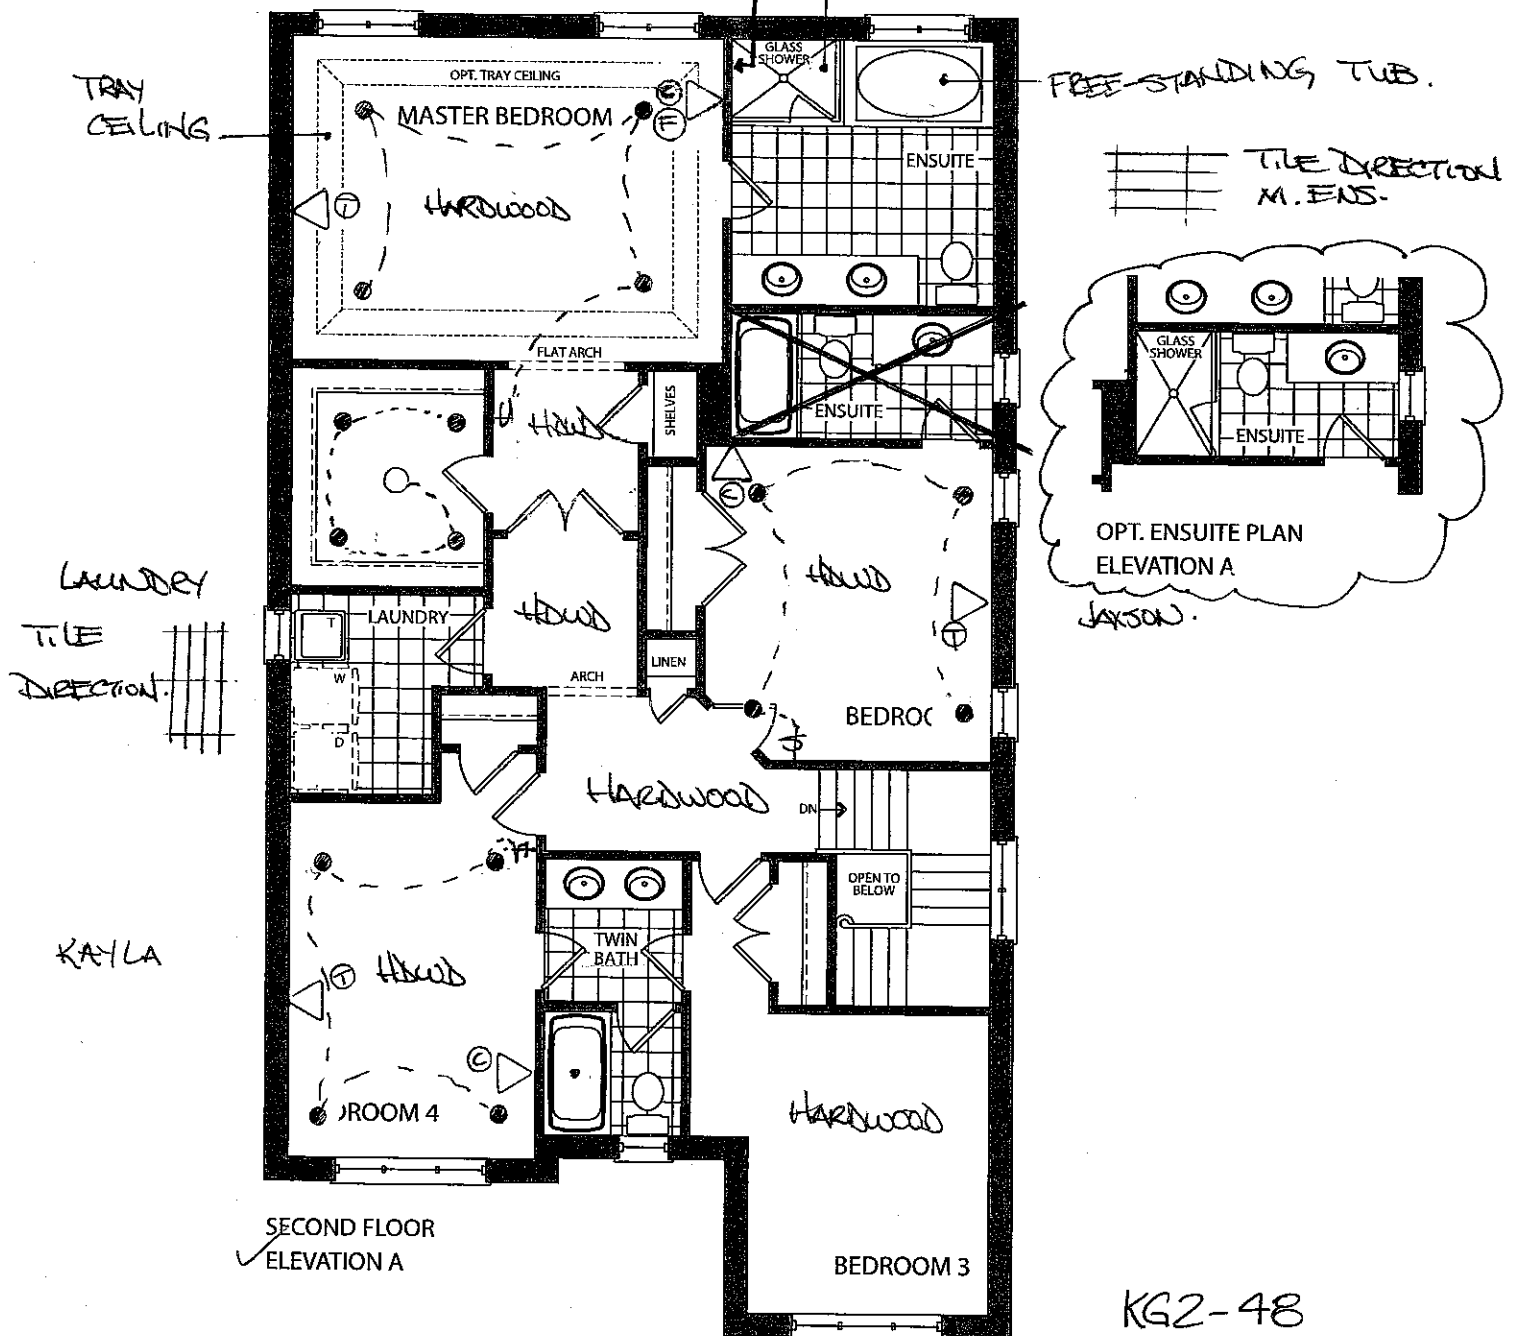 TRAY
CEILING
OPT. TRAY CEILING
MASTER BEDROOM
C
F
T
HARDWOOD
GLASS
SHOWER
FREE-STANDING TUB.
ENSUITE
TILE DIRECTION
M. ENS.
FLAT ARCH
SHELVES
HDWD
ENSUITE
GLASS
SHOWER
ENSUITE
OPT. ENSUITE PLAN
ELEVATION A
JAXSON.
C
HDWD
T
LAUNDRY
TILE
DIRECTION.
LAUNDRY
T
W
D
HDWD
LINEN
ARCH
BEDROO
HARDWOOD
DN
OPEN TO
BELOW
KAYLA
T
HDWD
TWIN
BATH
C
DROOM 4
HARDWOOD
BEDROOM 3
SECOND FLOOR
ELEVATION A
KG2-48